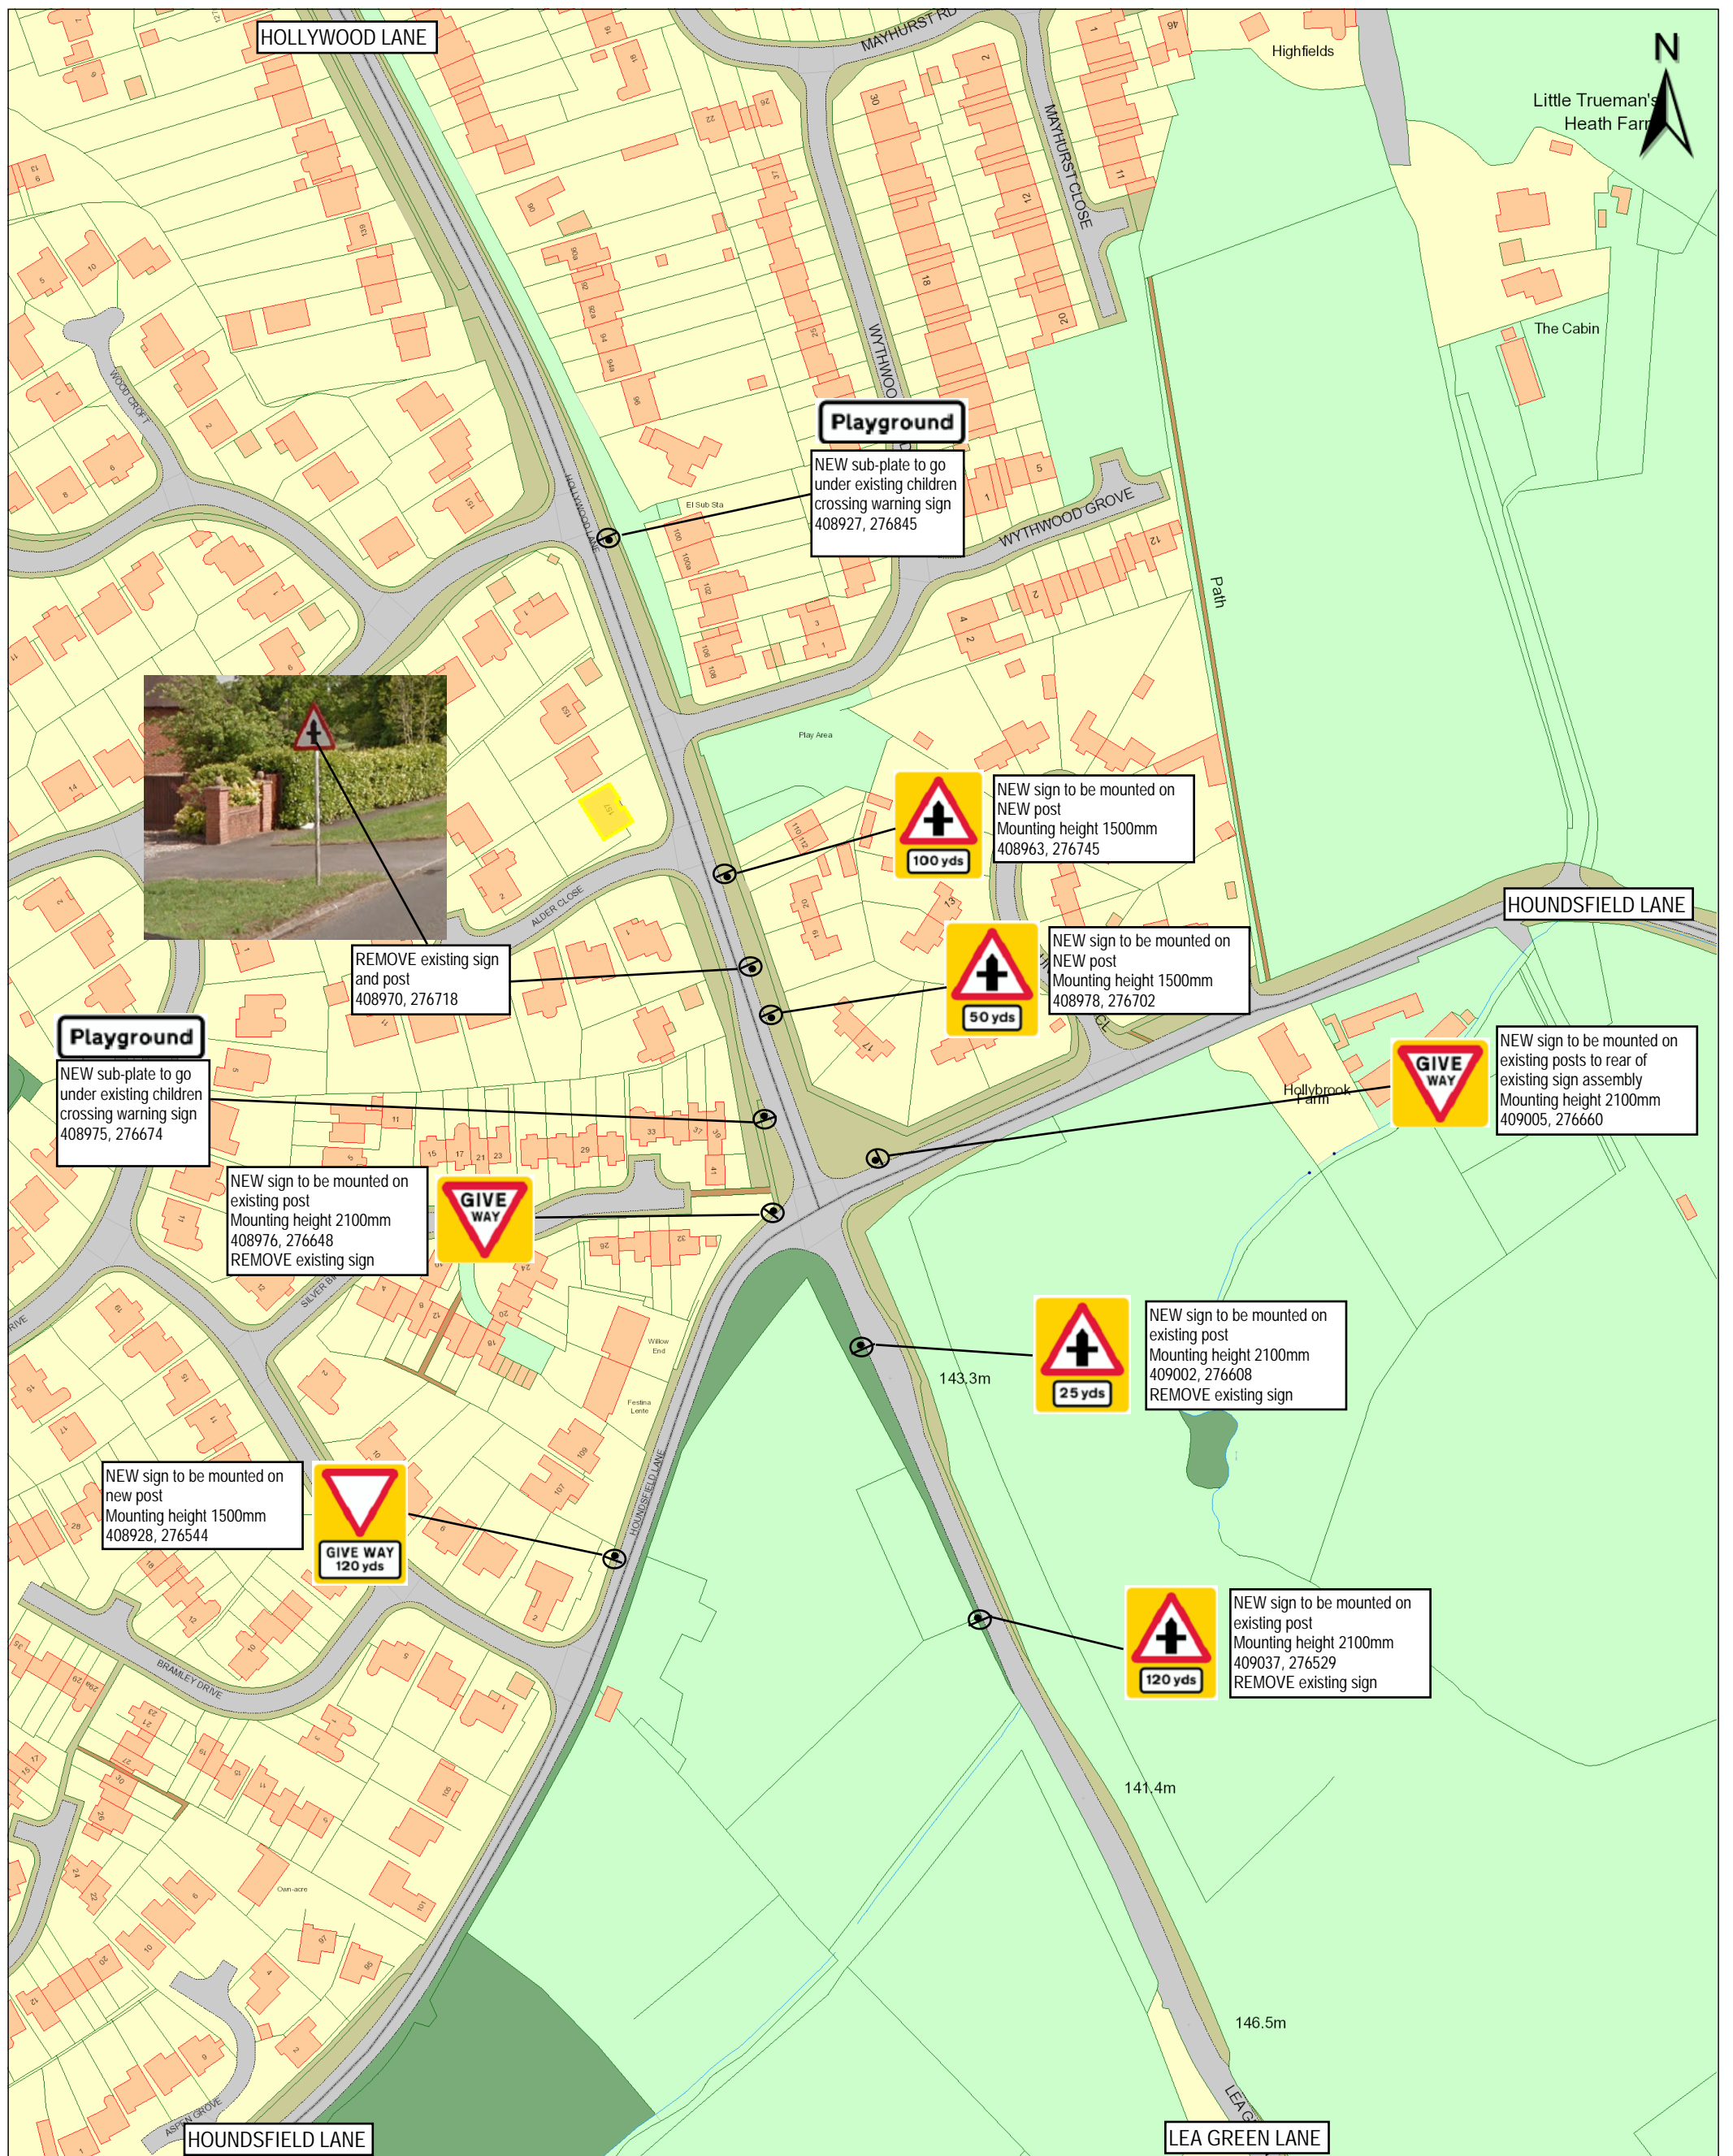 HOLLYWOOD LANE
MAYHURST RD
Highfields
N
Little Trueman's
Heath Farm
MAYHURST CLOSE
The Cabin
WOOD CROFT
HOLLYWOOD LANE
Playground
NEW sub-plate to go
under existing children
crossing warning sign
408927, 276845
El Sub Sta
WYTHWOOD GROVE
Path
Play Area
100 yds
NEW sign to be mounted on
NEW post
Mounting height 1500mm
408963, 276745
HOUNDSFIELD LANE
ALDER CLOSE
REMOVE existing sign
and post
408970, 276718
50 yds
NEW sign to be mounted on
NEW post
Mounting height 1500mm
408978, 276702
Playground
NEW sub-plate to go
under existing children
crossing warning sign
408975, 276674
Hollybrook
Farm
GIVE
WAY
NEW sign to be mounted on
existing posts to rear of
existing sign assembly
Mounting height 2100mm
409005, 276660
NEW sign to be mounted on
existing post
Mounting height 2100mm
408976, 276648
REMOVE existing sign
GIVE
WAY
Willow
End
Festina
Lente
25 yds
NEW sign to be mounted on
existing post
Mounting height 2100mm
409002, 276608
REMOVE existing sign
143.3m
HOUNDSFIELD LANE
NEW sign to be mounted on
new post
Mounting height 1500mm
408928, 276544
GIVE WAY
120 yds
120 yds
NEW sign to be mounted on
existing post
Mounting height 2100mm
409037, 276529
REMOVE existing sign
BRAMLEY DRIVE
141.4m
Own-acre
146.5m
ASPEN GROVE
HOUNDSFIELD LANE
LEA GREEN LANE